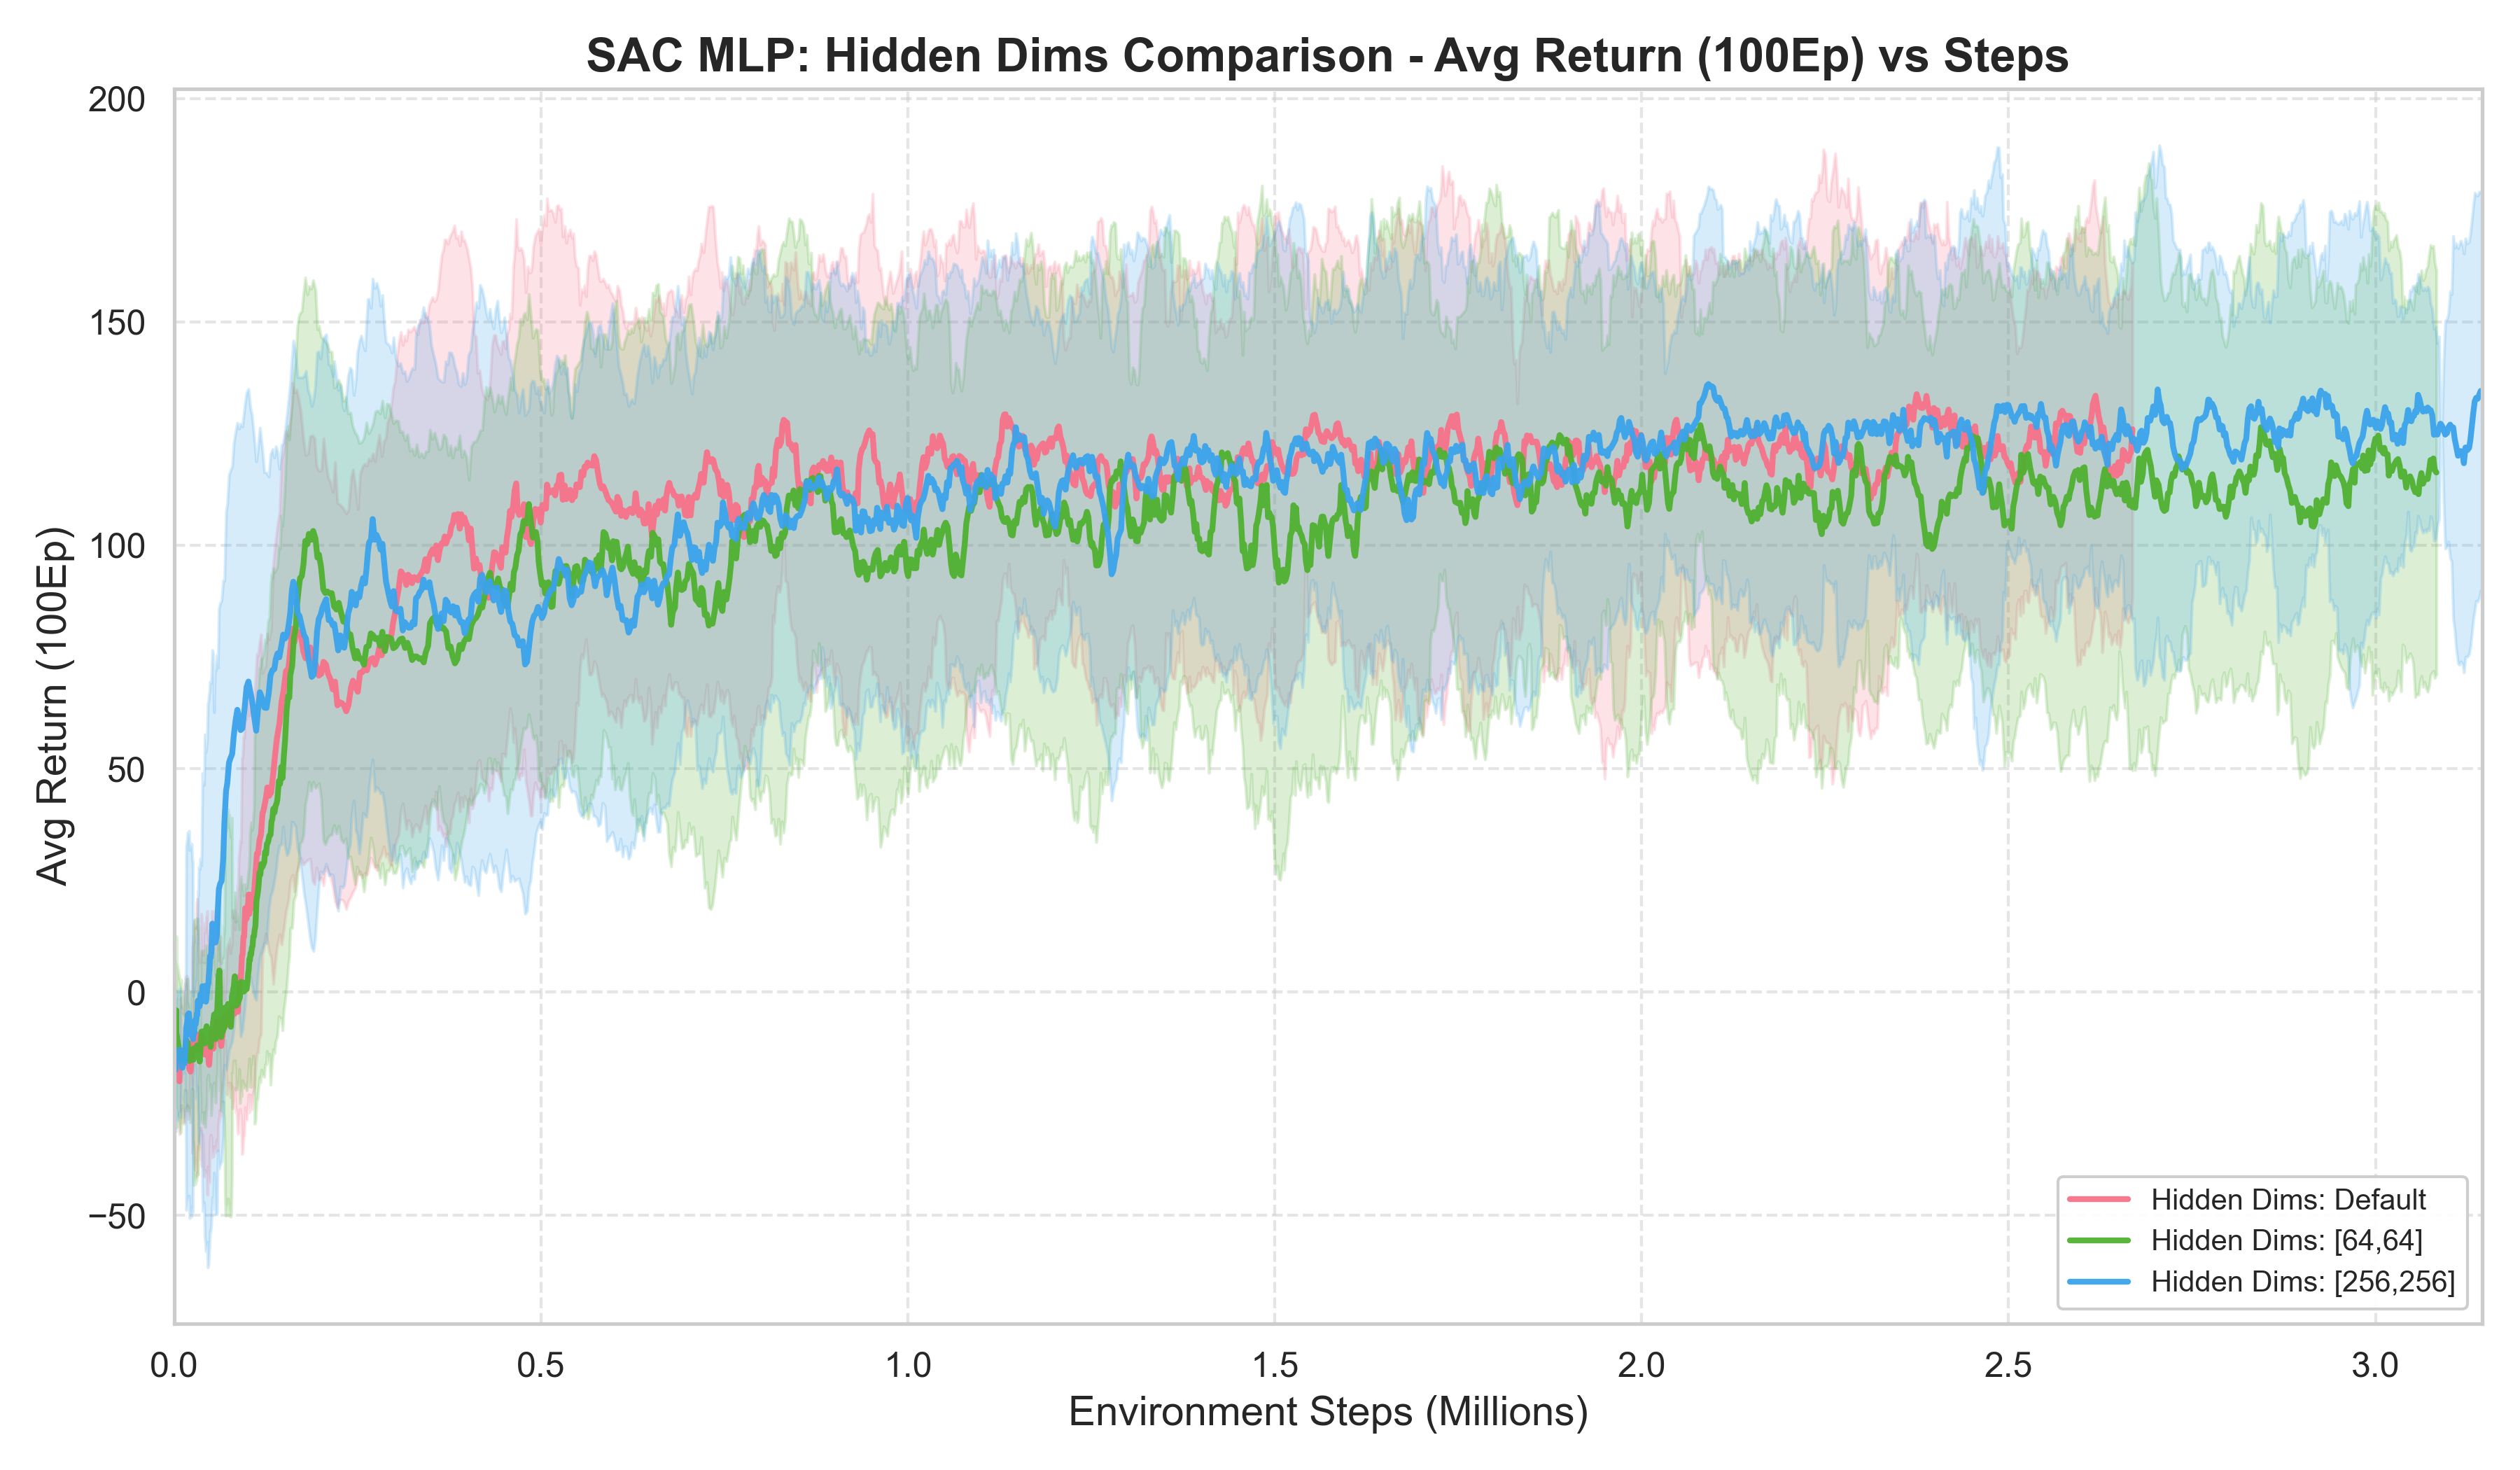 SAC MLP: Hidden Dims Comparison - Avg Return (100Ep) vs Steps
200
150
100
50
0
−50
Avg Return (100Ep)
0.0 0.5 1.0 1.5 2.0 2.5 3.0
Environment Steps (Millions)
Hidden Dims: Default
Hidden Dims: [64,64]
Hidden Dims: [256,256]